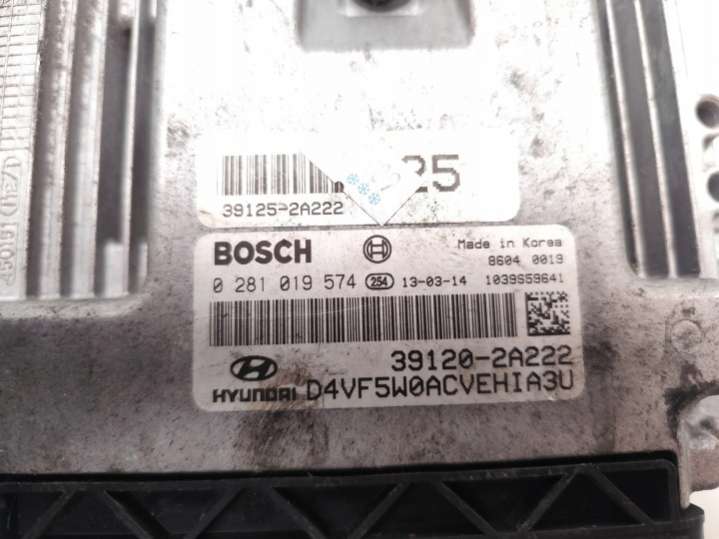 25
39125-2A222
BOSCH
Made in Korea
8604 0019
0 281 019 574 254 13-03-14 1039S59641
39120-2A222
HYUNDAI D4VF5W0ACVEHIA3U